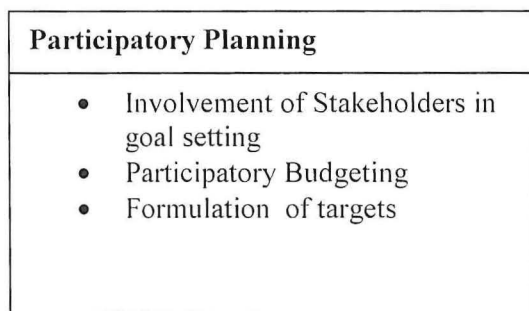 Participatory Planning
• Involvement of Stakeholders in
goal setting
• Participatory Budgeting
• Formulation of targets